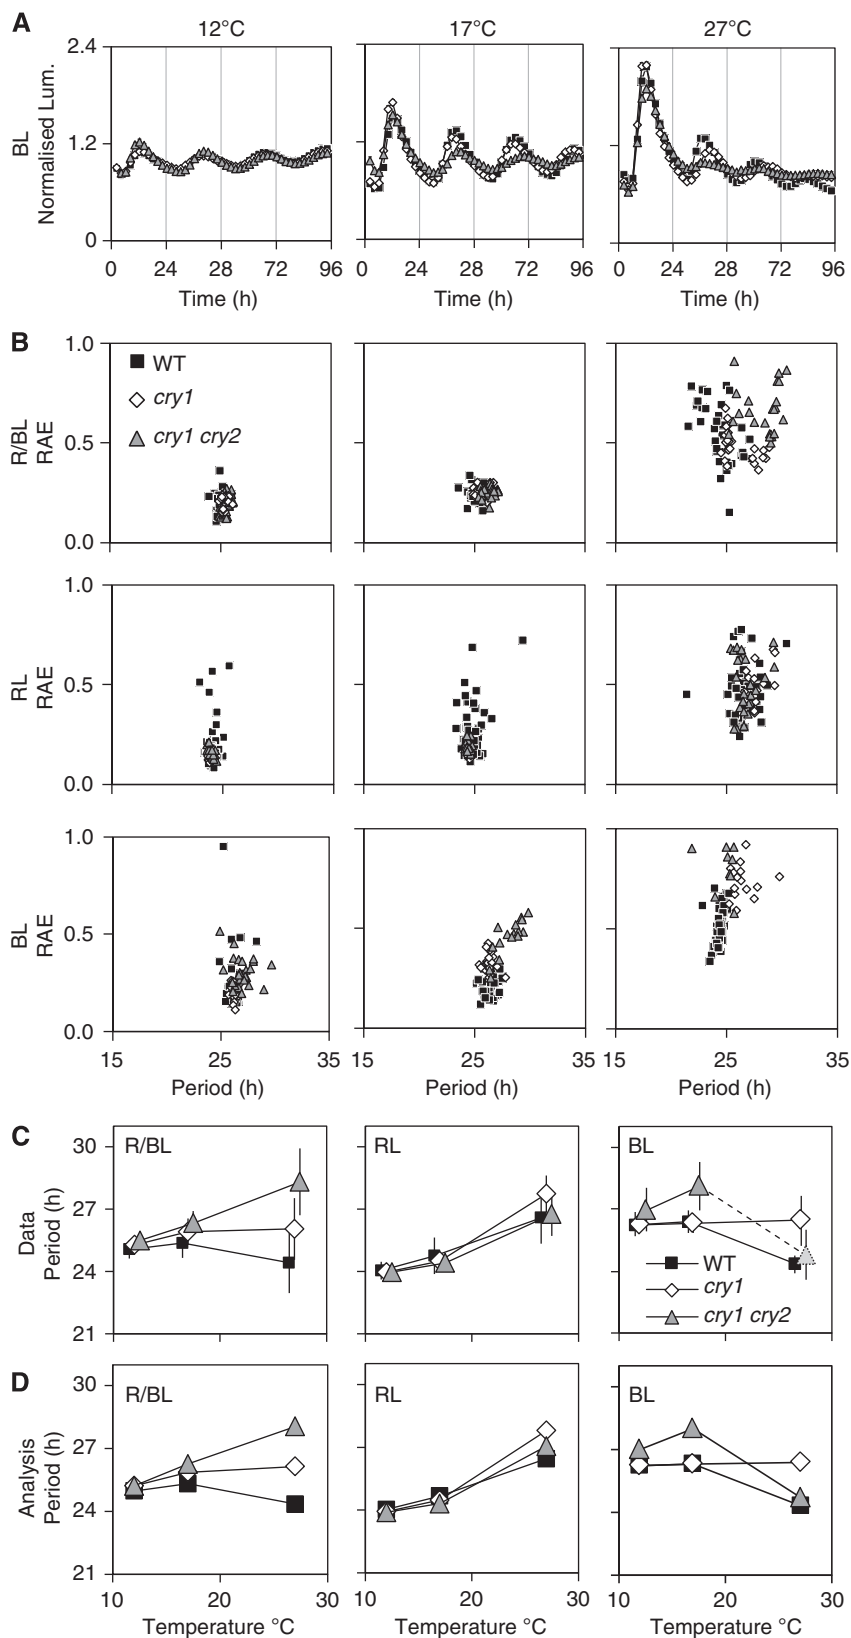 A
12°C
17°C
27°C
BL
Normalised Lum.
2.4
1.2
0
0 24 28 72 96
0 24 28 72 96
0 24 28 72 96
Time (h)
Time (h)
Time (h)
B
R/BL
RAE
1.0
0.5
0.0
WT
cry1
cry1 cry2
RL
RAE
1.0
0.5
0.0
BL
RAE
1.0
0.5
0.0
15 25 35
15 25 35
15 25 35
Period (h)
Period (h)
Period (h)
C
Data
Period (h)
30
27
24
21
R/BL
RL
BL
WT
cry1
cry1 cry2
D
Analysis
Period (h)
30
27
24
21
R/BL
RL
BL
10 20 30
10 20 30
10 20 30
Temperature °C
Temperature °C
Temperature °C